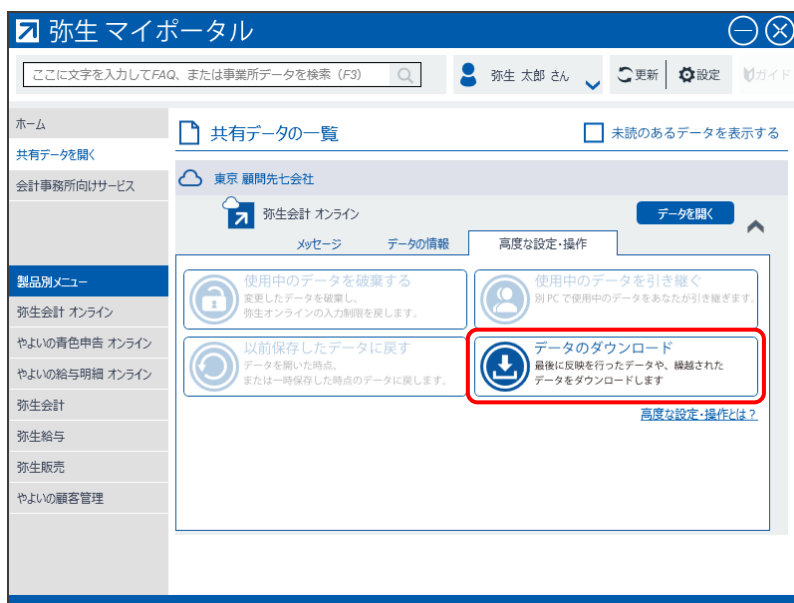 弥生 マイポータル
ここに文字を入力してFAQ、または事業所データを検索（F3）
弥生 太郎 さん
更新
設定
ガイド
ホーム
共有データを開く
会計事務所向けサービス
製品別メニュー
弥生会計 オンライン
やよいの青色申告 オンライン
やよいの給与明細 オンライン
弥生会計
弥生給与
弥生販売
やよいの顧客管理
共有データの一覧
未読のあるデータを表示する
東京 顧問先七会社
弥生会計 オンライン
データを開く
メッセージ
データの情報
高度な設定・操作
使用中のデータを破棄する
変更したデータを破棄し、
弥生オンラインの入力制限を戻します。
使用中のデータを引き継ぐ
別 PC で使用中のデータをあなたが引き継ぎます。
以前保存したデータに戻す
データを開いた時点、
または一時保存した時点のデータに戻します。
データのダウンロード
最後に反映を行ったデータや、繰越された
データをダウンロードします
高度な設定・操作とは？